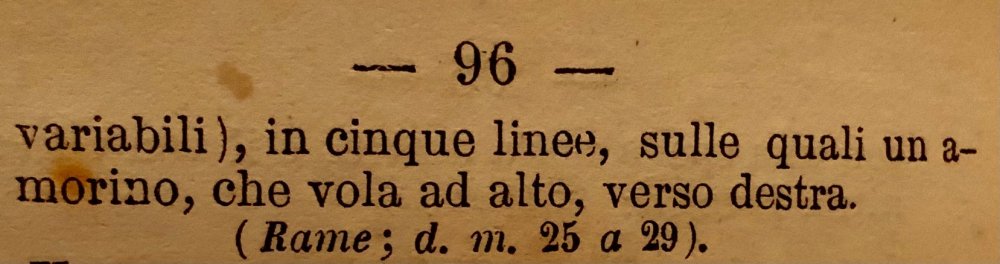 — 96 —
variabili), in cinque linee, sulle quali un a-
morino, che vola ad alto, verso destra.
(Rame; d. m. 25 a 29).